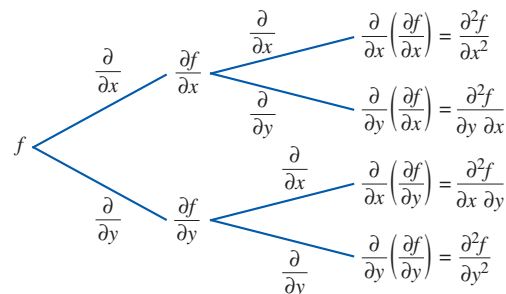 ∂/∂x
∂/∂x (∂f/∂x) = ∂²f/∂x²
∂/∂x
∂f/∂x
∂/∂y
∂/∂y (∂f/∂x) = ∂²f/∂y ∂x
f
∂/∂x
∂/∂x (∂f/∂y) = ∂²f/∂x ∂y
∂/∂y
∂f/∂y
∂/∂y
∂/∂y (∂f/∂y) = ∂²f/∂y²